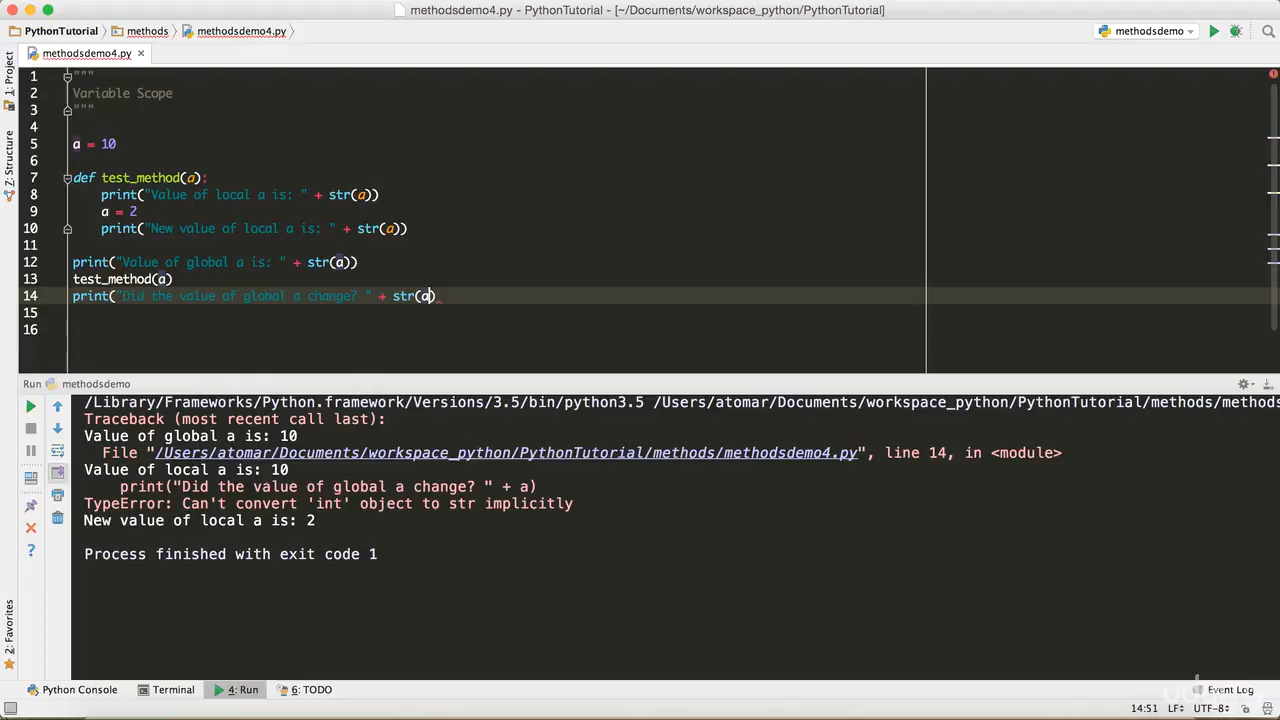 methodsdemo4.py - PythonTutorial - [~/Documents/workspace_python/PythonTutorial]
PythonTutorial methods methodsdemo4.py methodsdemo
methodsdemo4.py
1: Project
Z: Structure
2: Favorites
1 """
2 Variable Scope
3 """
4
5 a = 10
6
7 def test_method(a):
8 print("Value of local a is: " + str(a))
9 a = 2
10 print("New value of local a is: " + str(a))
11
12 print("Value of global a is: " + str(a))
13 test_method(a)
14 print("Did the value of global a change? " + str(a)
15
16
Run methodsdemo
/Library/Frameworks/Python.framework/Versions/3.5/bin/python3.5 /Users/atomar/Documents/workspace_python/PythonTutorial/methods/methods
Traceback (most recent call last):
Value of global a is: 10
File "/Users/atomar/Documents/workspace_python/PythonTutorial/methods/methodsdemo4.py", line 14, in <module>
Value of local a is: 10
print("Did the value of global a change? " + a)
TypeError: Can't convert 'int' object to str implicitly
New value of local a is: 2
Process finished with exit code 1
Python Console Terminal 4: Run 6: TODO Event Log
14:51 LF UTF-8